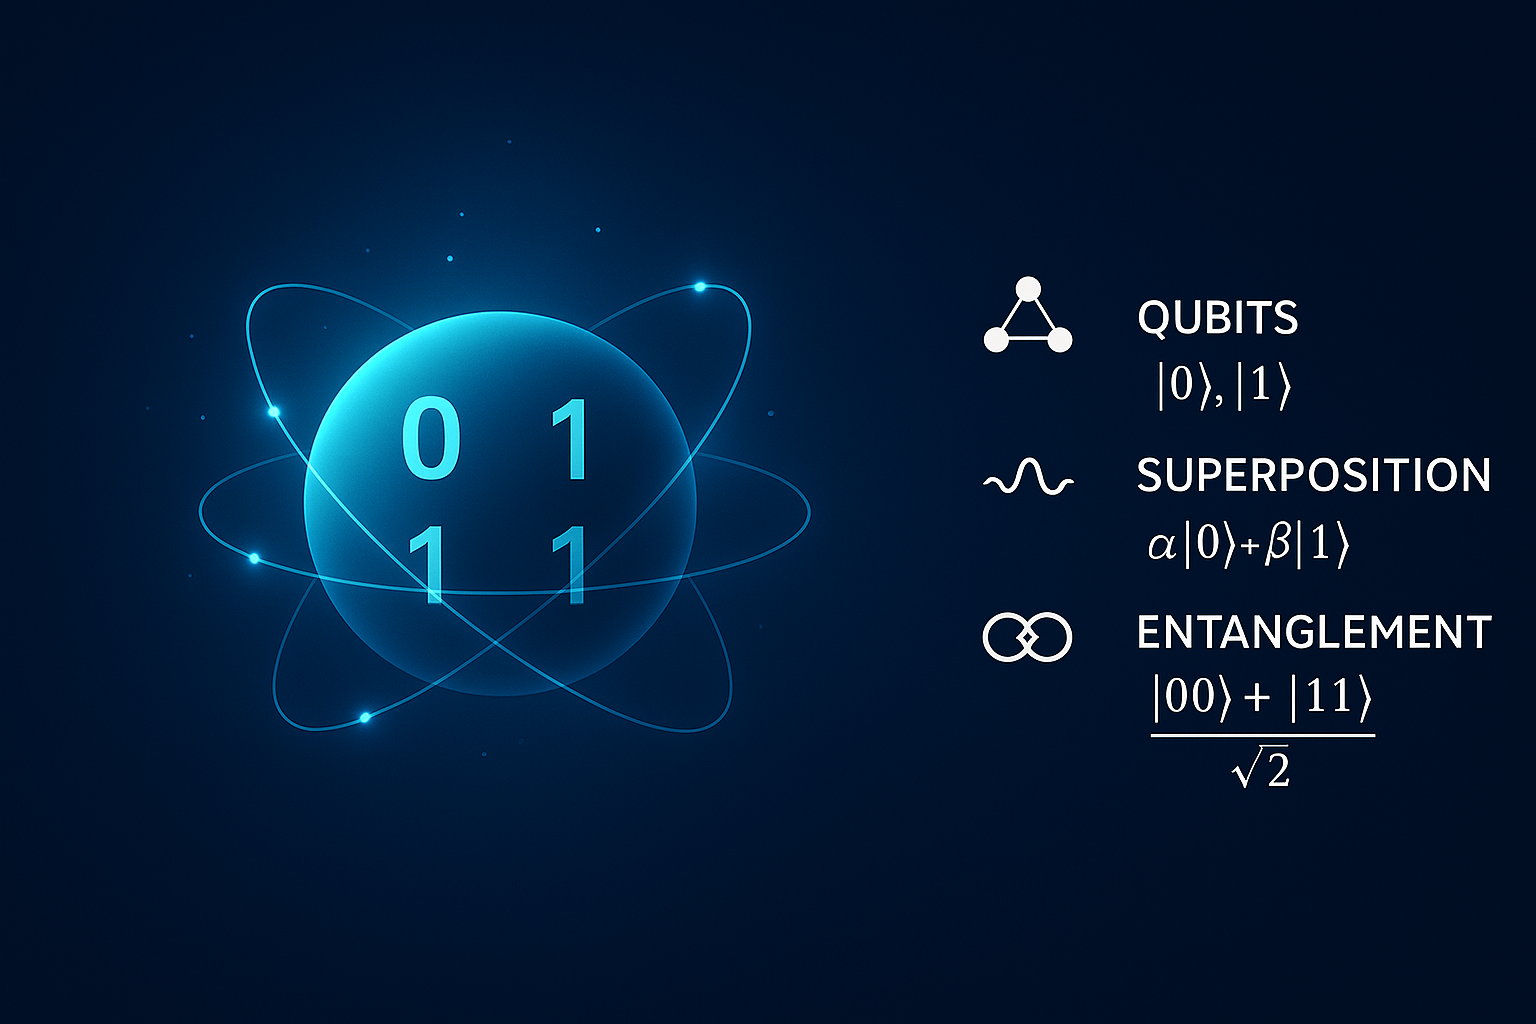 0 1
1 1
QUBITS
|0⟩, |1⟩
SUPERPOSITION
α|0⟩+β|1⟩
ENTANGLEMENT
|00⟩ + |11⟩
√2